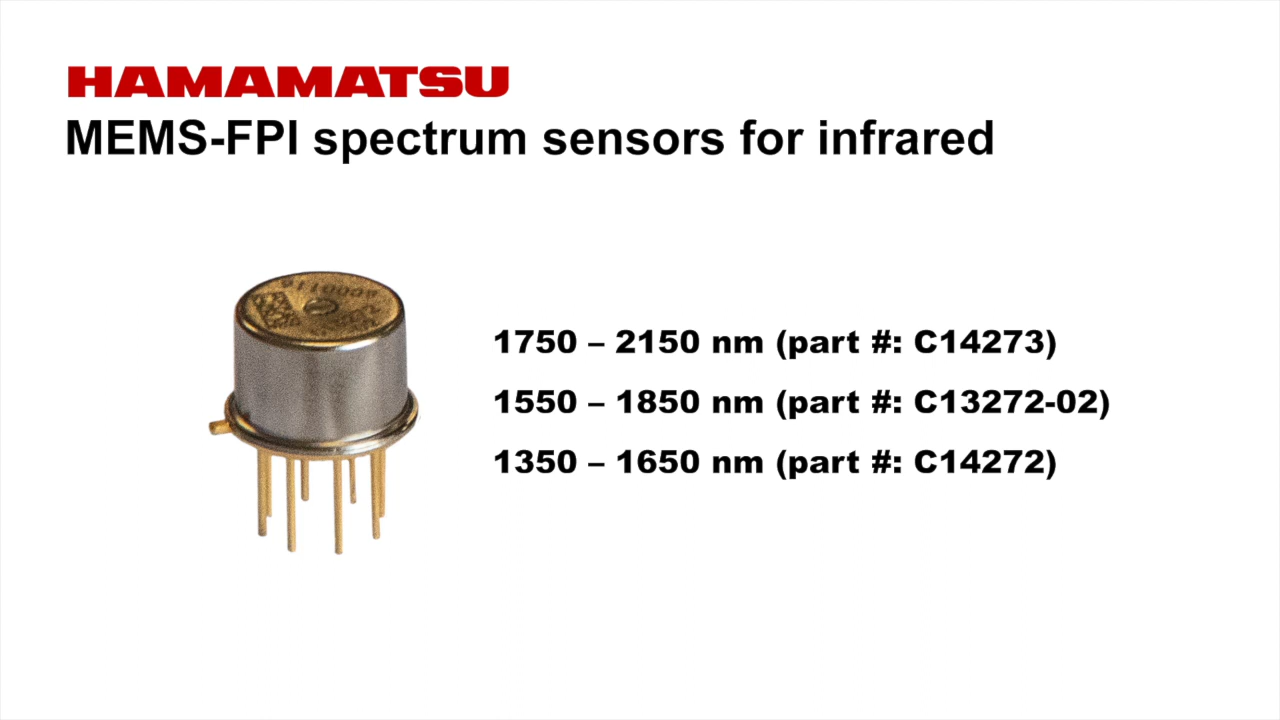 HAMAMATSU
MEMS-FPI spectrum sensors for infrared
1750 – 2150 nm (part #: C14273)
1550 – 1850 nm (part #: C13272-02)
1350 – 1650 nm (part #: C14272)